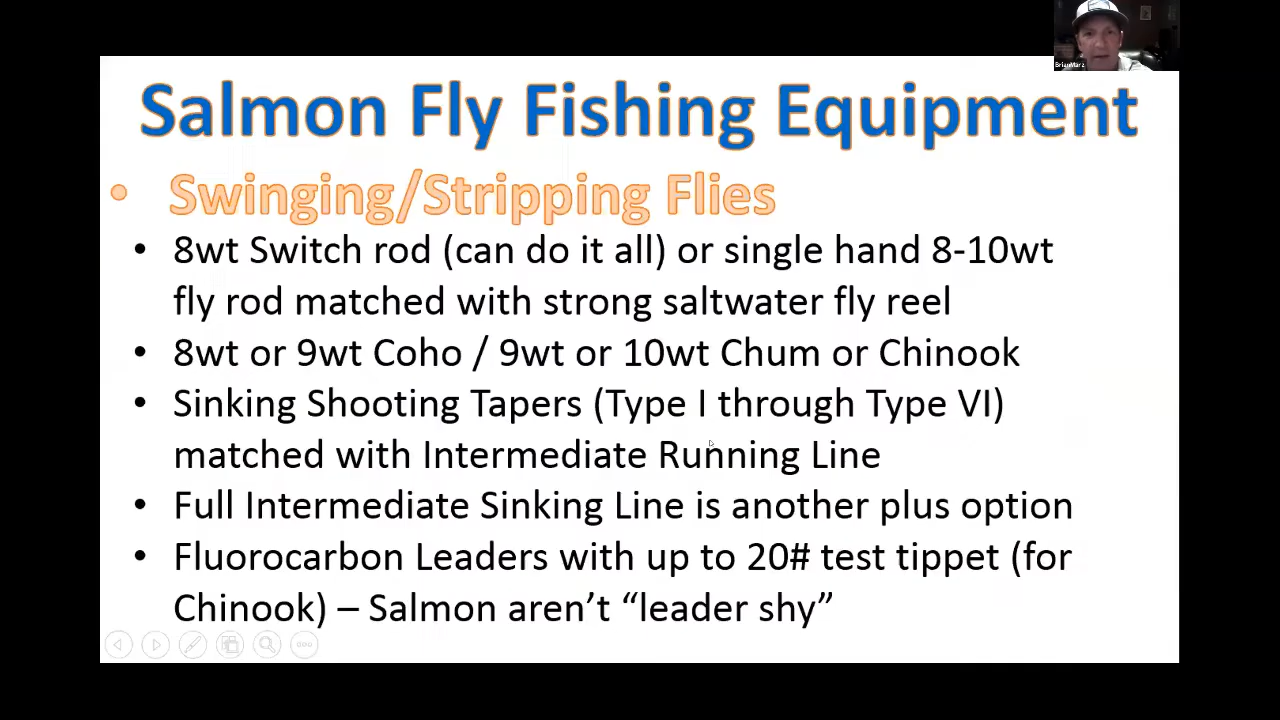 BrianMarz
Salmon Fly Fishing Equipment
• Swinging/Stripping Flies
• 8wt Switch rod (can do it all) or single hand 8-10wt
fly rod matched with strong saltwater fly reel
• 8wt or 9wt Coho / 9wt or 10wt Chum or Chinook
• Sinking Shooting Tapers (Type I through Type VI)
matched with Intermediate Running Line
• Full Intermediate Sinking Line is another plus option
• Fluorocarbon Leaders with up to 20# test tippet (for
Chinook) – Salmon aren’t “leader shy”